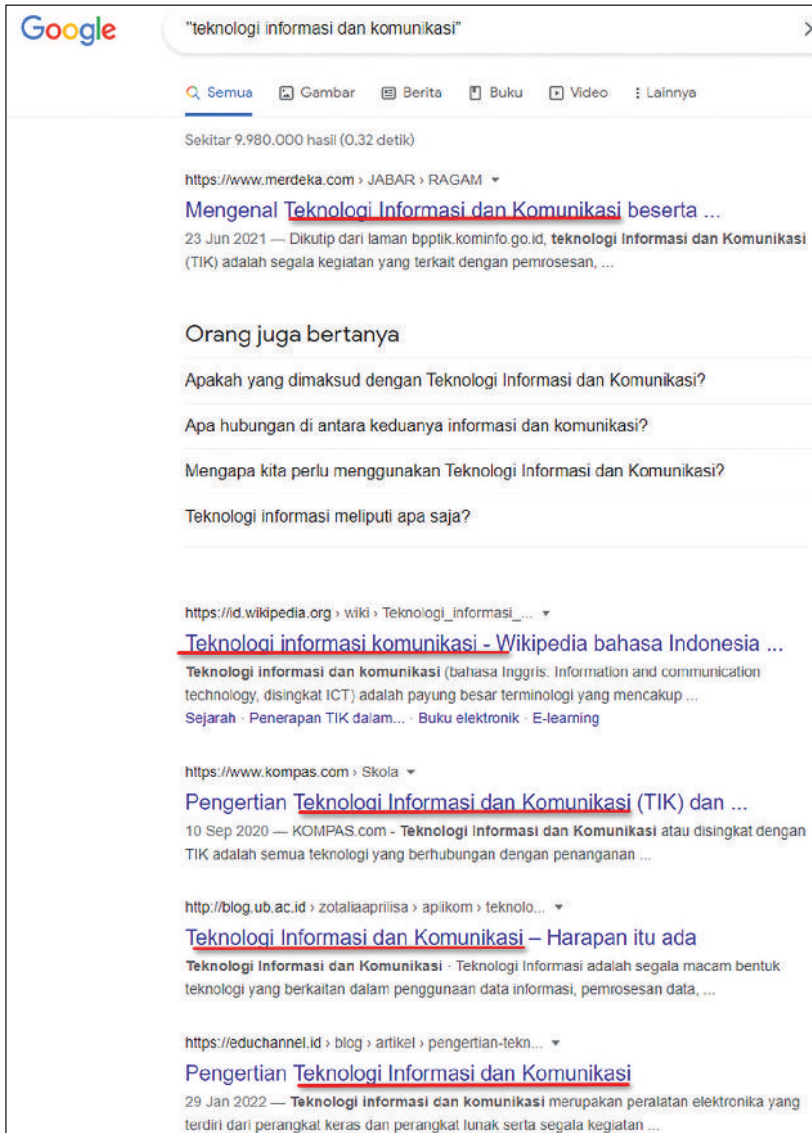 Google
"teknologi informasi dan komunikasi"
Semua Gambar Berita Buku Video Lainnya
Sekitar 9.980.000 hasil (0.32 detik)
https://www.merdeka.com › JABAR › RAGAM
Mengenal Teknologi Informasi dan Komunikasi beserta ...
23 Jun 2021 — Dikutip dari laman bpptik.kominfo.go.id, teknologi Informasi dan Komunikasi
(TIK) adalah segala kegiatan yang terkait dengan pemrosesan, ...
Orang juga bertanya
Apakah yang dimaksud dengan Teknologi Informasi dan Komunikasi?
Apa hubungan di antara keduanya informasi dan komunikasi?
Mengapa kita perlu menggunakan Teknologi Informasi dan Komunikasi?
Teknologi informasi meliputi apa saja?
https://id.wikipedia.org › wiki › Teknologi_informasi_...
Teknologi informasi komunikasi - Wikipedia bahasa Indonesia ...
Teknologi informasi dan komunikasi (bahasa Inggris: Information and communication
technology, disingkat ICT) adalah payung besar terminologi yang mencakup ...
Sejarah · Penerapan TIK dalam... · Buku elektronik · E-learning
https://www.kompas.com › Skola
Pengertian Teknologi Informasi dan Komunikasi (TIK) dan ...
10 Sep 2020 — KOMPAS.com - Teknologi Informasi dan Komunikasi atau disingkat dengan
TIK adalah semua teknologi yang berhubungan dengan penanganan ...
http://blog.ub.ac.id › zotaliaaprilisa › aplikom › teknolo...
Teknologi Informasi dan Komunikasi – Harapan itu ada
Teknologi Informasi dan Komunikasi · Teknologi Informasi adalah segala macam bentuk
teknologi yang berkaitan dalam penggunaan data informasi, pemrosesan data, ...
https://educhannel.id › blog › artikel › pengertian-tekn...
Pengertian Teknologi Informasi dan Komunikasi
29 Jan 2022 — Teknologi informasi dan komunikasi merupakan peralatan elektronika yang
terdiri dari perangkat keras dan perangkat lunak serta segala kegiatan ...